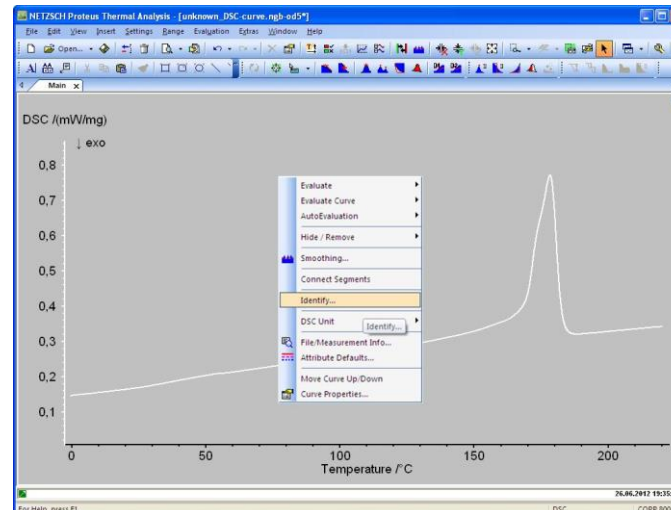 NETZSCH Proteus Thermal Analysis - [unknown_DSC-curve.ngb-od5*]
File Edit View Insert Settings Range Evaluation Extras Window Help
Open...
Main x
DSC /(mW/mg)
↓ exo
0,8
0,7
0,6
0,5
0,4
0,3
0,2
0,1
Evaluate
Evaluate Curve
AutoEvaluation
Hide / Remove
Smoothing...
Connect Segments
Identify...
DSC Unit
Identify...
File/Measurement Info...
Attribute Defaults...
Move Curve Up/Down
Curve Properties...
0 50 100 150 200
Temperature /°C
26.06.2012 19:35:
For Help, press F1
DSC